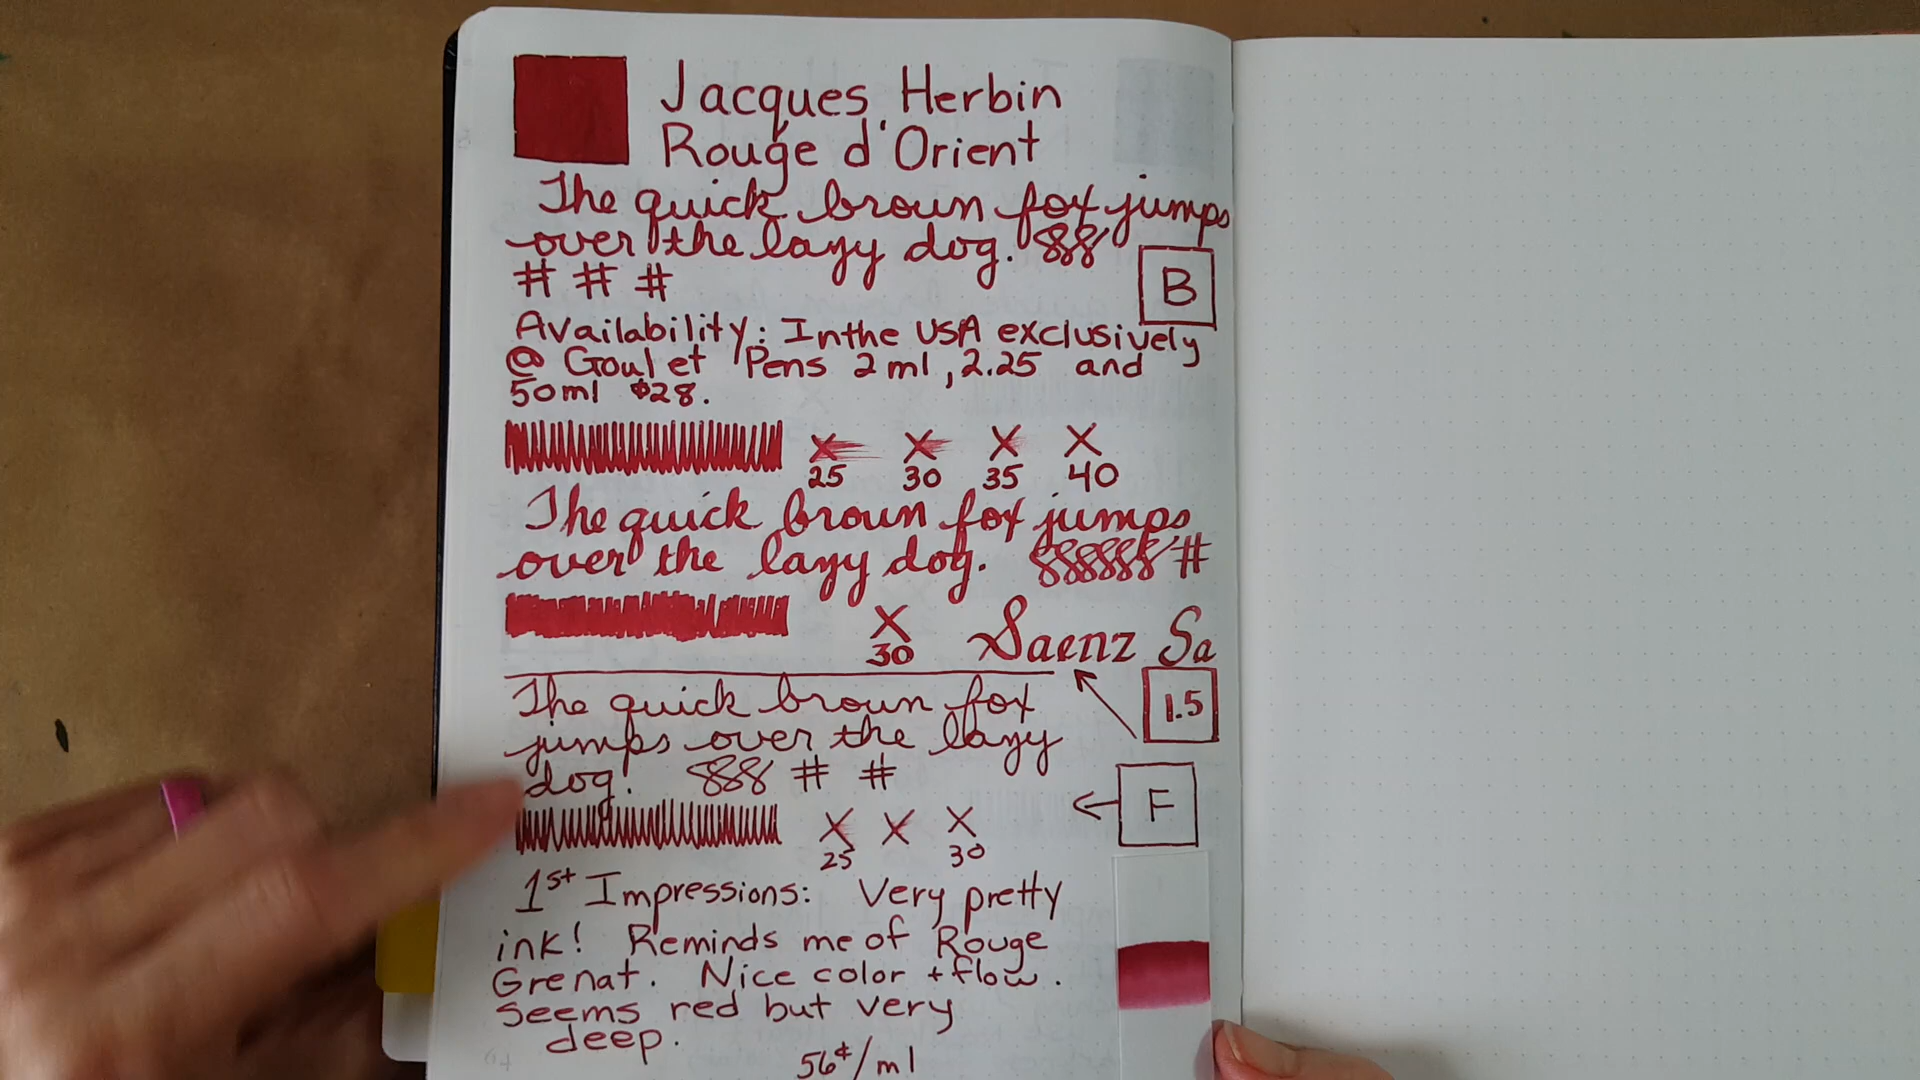 Jacques Herbin
Rouge d'Orient
The quick brown fox jumps
over the lazy dog. 888
# # #
B
Availability: In the USA exclusively
@ Goulet Pens 2ml, 2.25 and
50ml $28.
X X X X
25 30 35 40
The quick brown fox jumps
over the lazy dog. 888888 #
X
30
Saenz Sa
1.5
The quick brown fox
jumps over the lazy
dog! 888 # #
F
X X X
25 30
1st Impressions: Very pretty
ink! Reminds me of Rouge
Grenat. Nice color + flow.
Seems red but very
deep.
56¢/ml